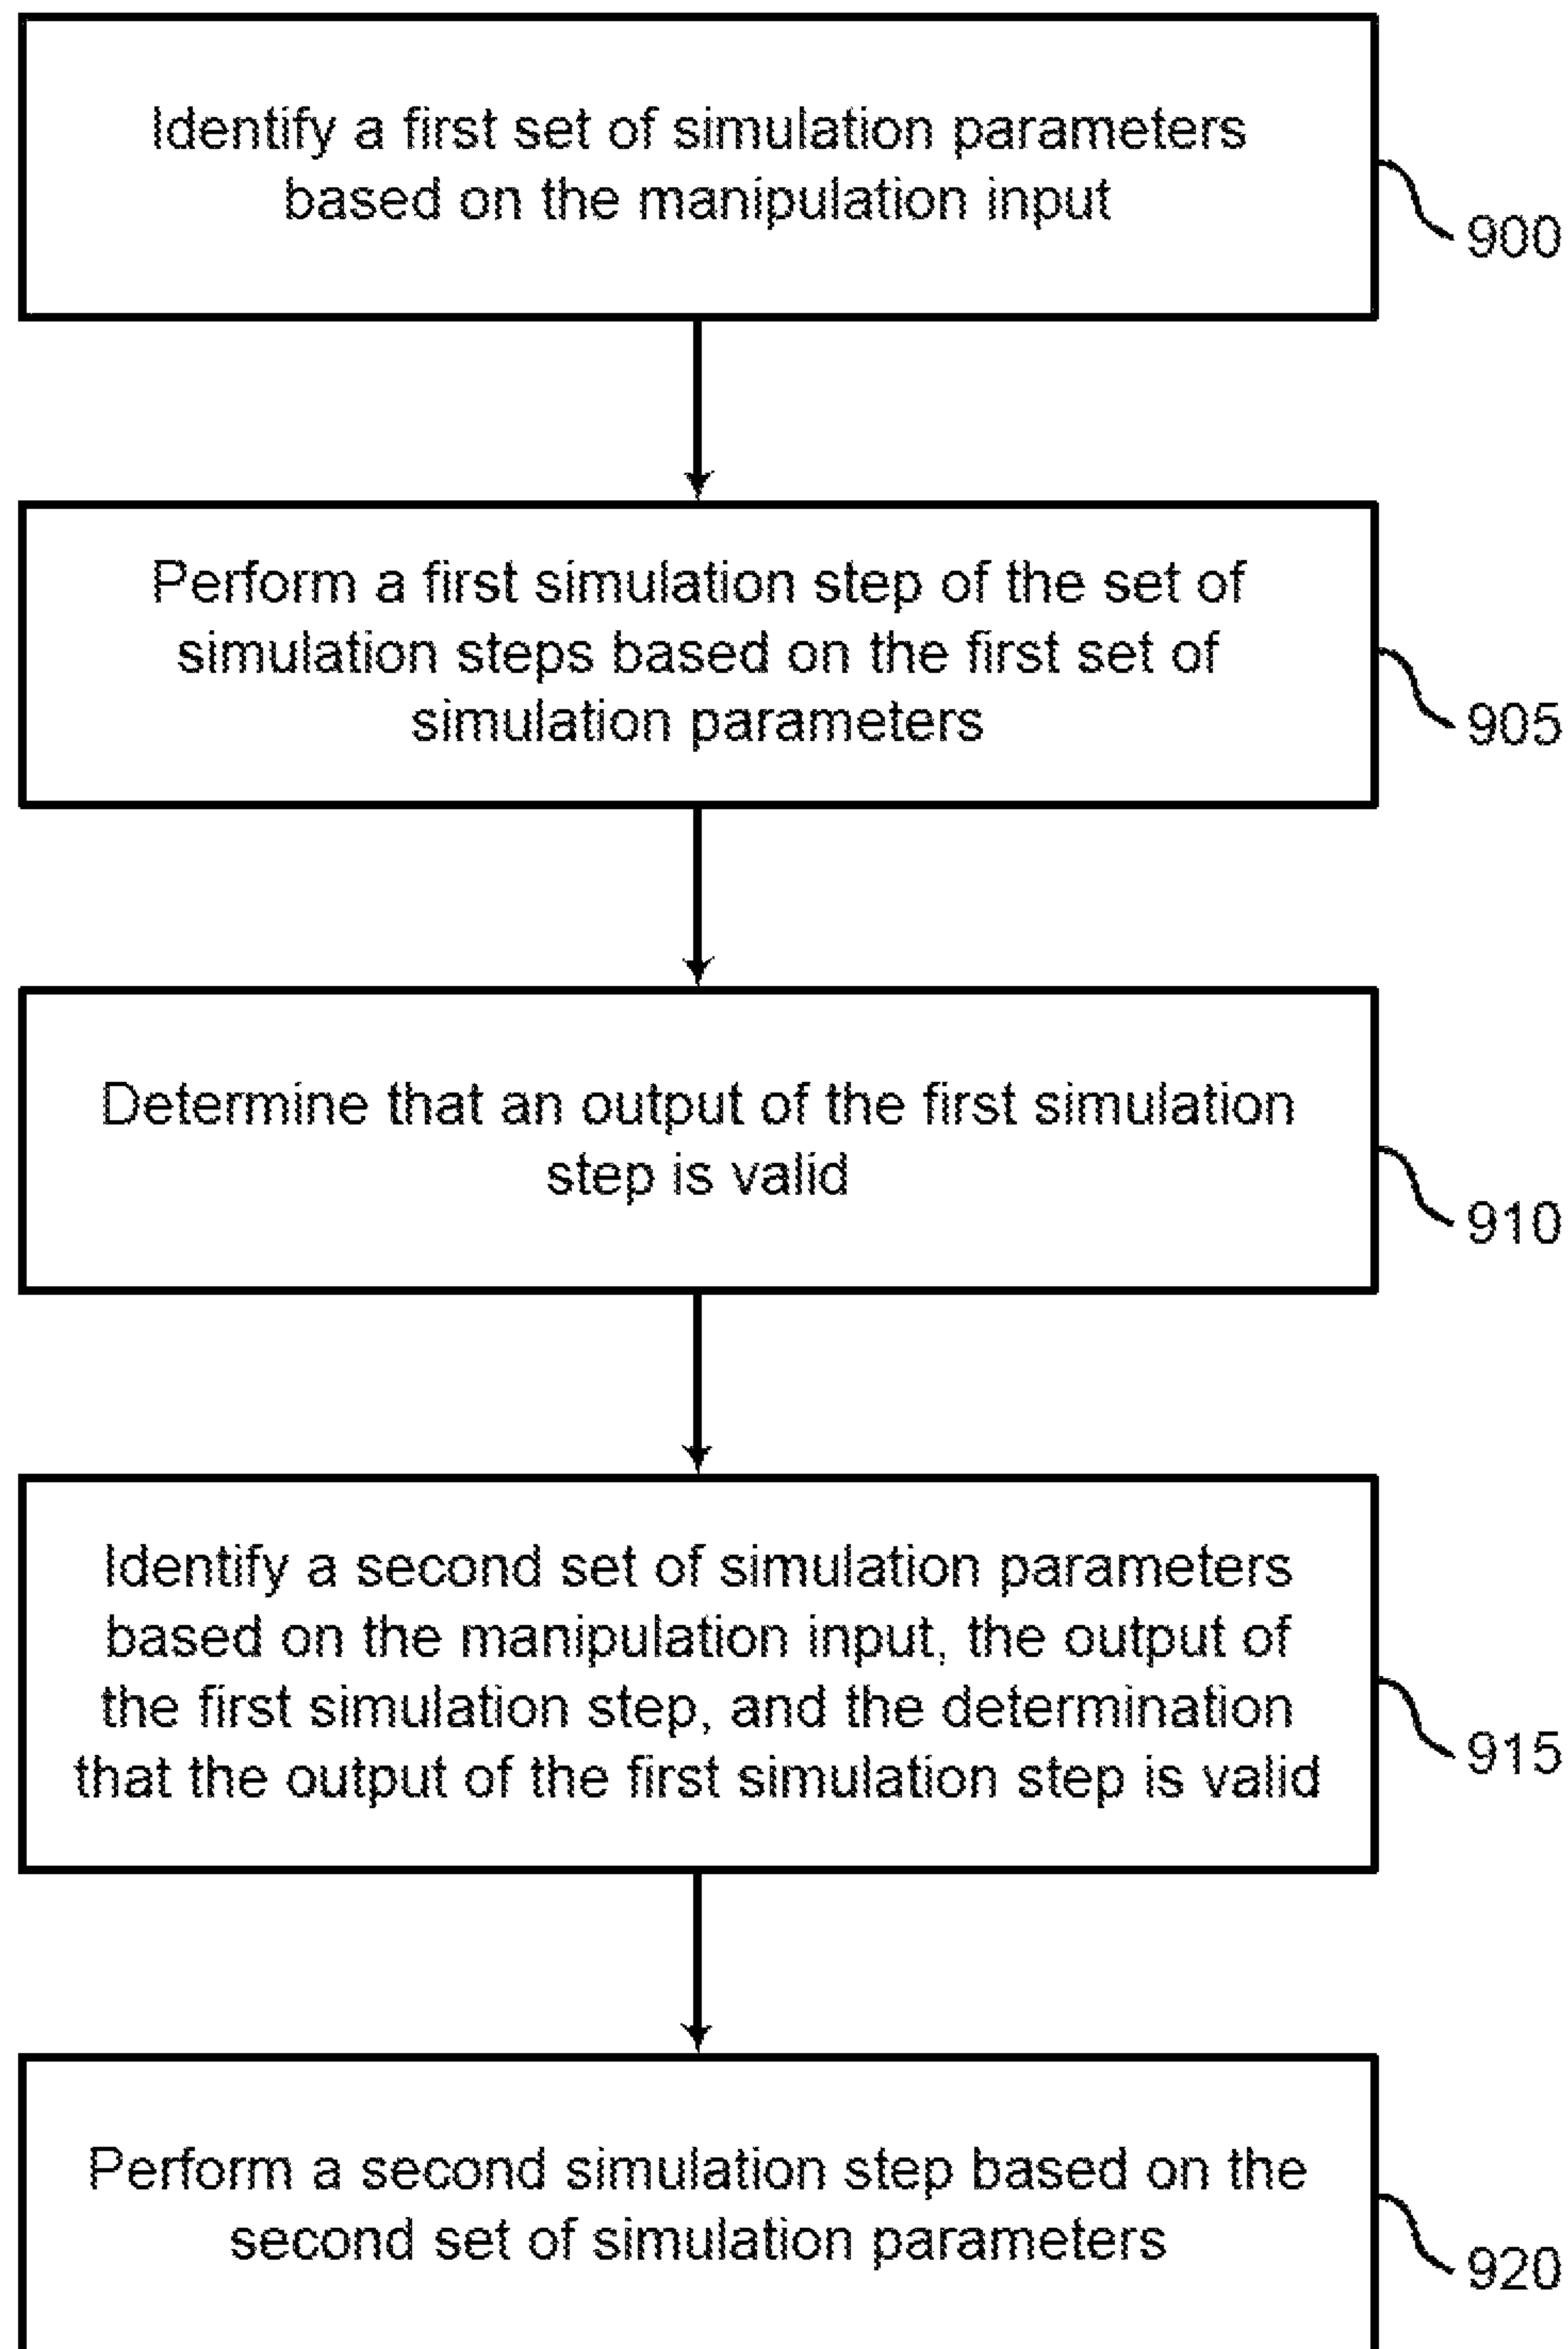 Identify a first set of simulation parameters
based on the manipulation input
900
Perform a first simulation step of the set of
simulation steps based on the first set of
simulation parameters
905
Determine that an output of the first simulation
step is valid
910
Identify a second set of simulation parameters
based on the manipulation input, the output of
the first simulation step, and the determination
that the output of the first simulation step is valid
915
Perform a second simulation step based on the
second set of simulation parameters
920